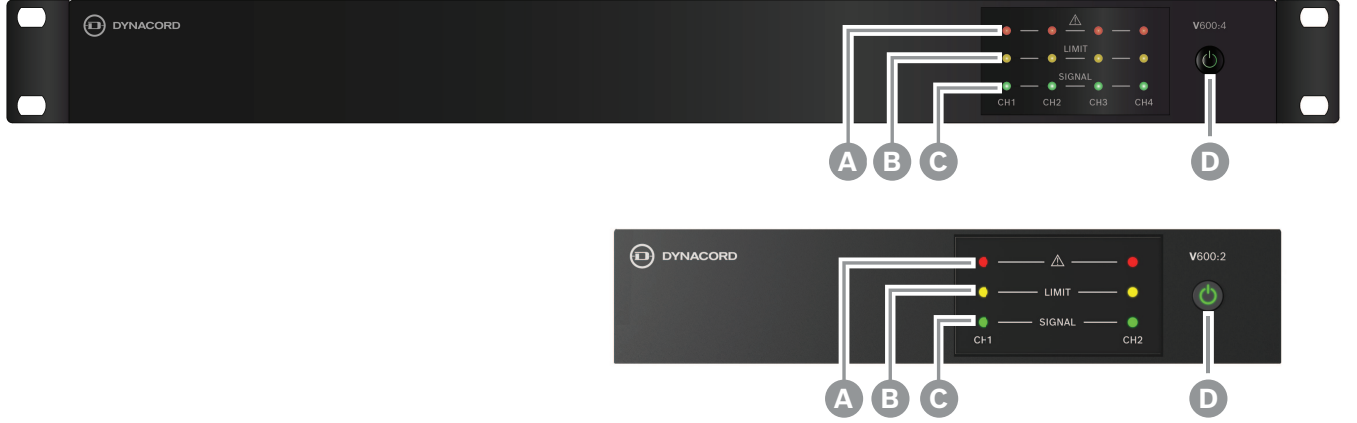 DYNACORD
V600:4
LIMIT
SIGNAL
CH1 CH2 CH3 CH4
A B C D
DYNACORD
V600:2
LIMIT
SIGNAL
CH1 CH2
A B C D